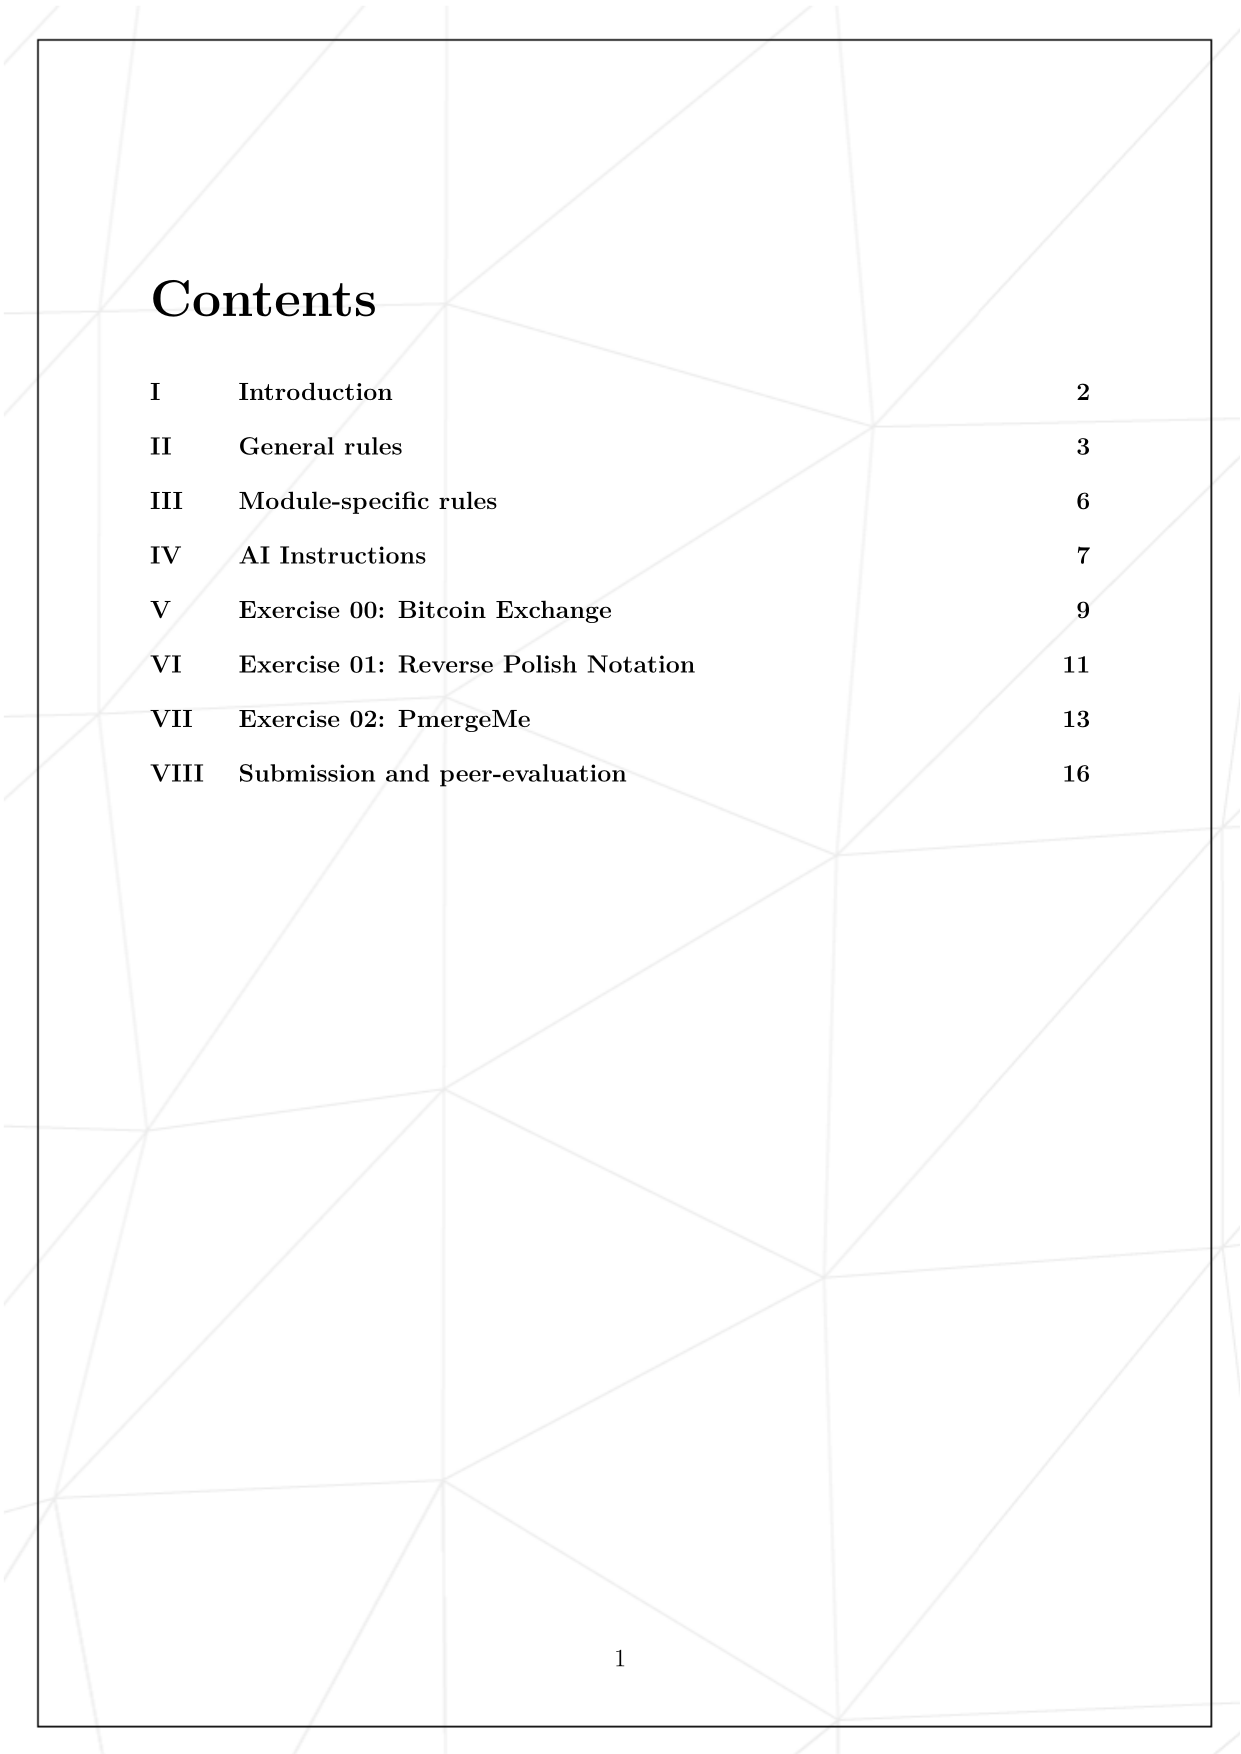 Contents
I Introduction 2
II General rules 3
III Module-specific rules 6
IV AI Instructions 7
V Exercise 00: Bitcoin Exchange 9
VI Exercise 01: Reverse Polish Notation 11
VII Exercise 02: PmergeMe 13
VIII Submission and peer-evaluation 16
1